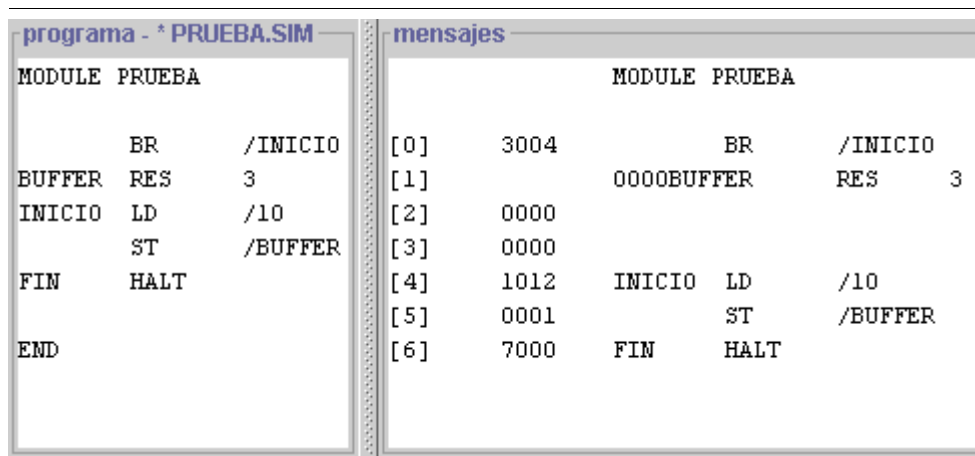 programa - * PRUEBA.SIM
MODULE PRUEBA
BR /INICIO
BUFFER RES 3
INICIO LD /10
ST /BUFFER
FIN HALT
END
mensajes
MODULE PRUEBA
[0] 3004 BR /INICIO
[1] 0000BUFFER RES 3
[2] 0000
[3] 0000
[4] 1012 INICIO LD /10
[5] 0001 ST /BUFFER
[6] 7000 FIN HALT